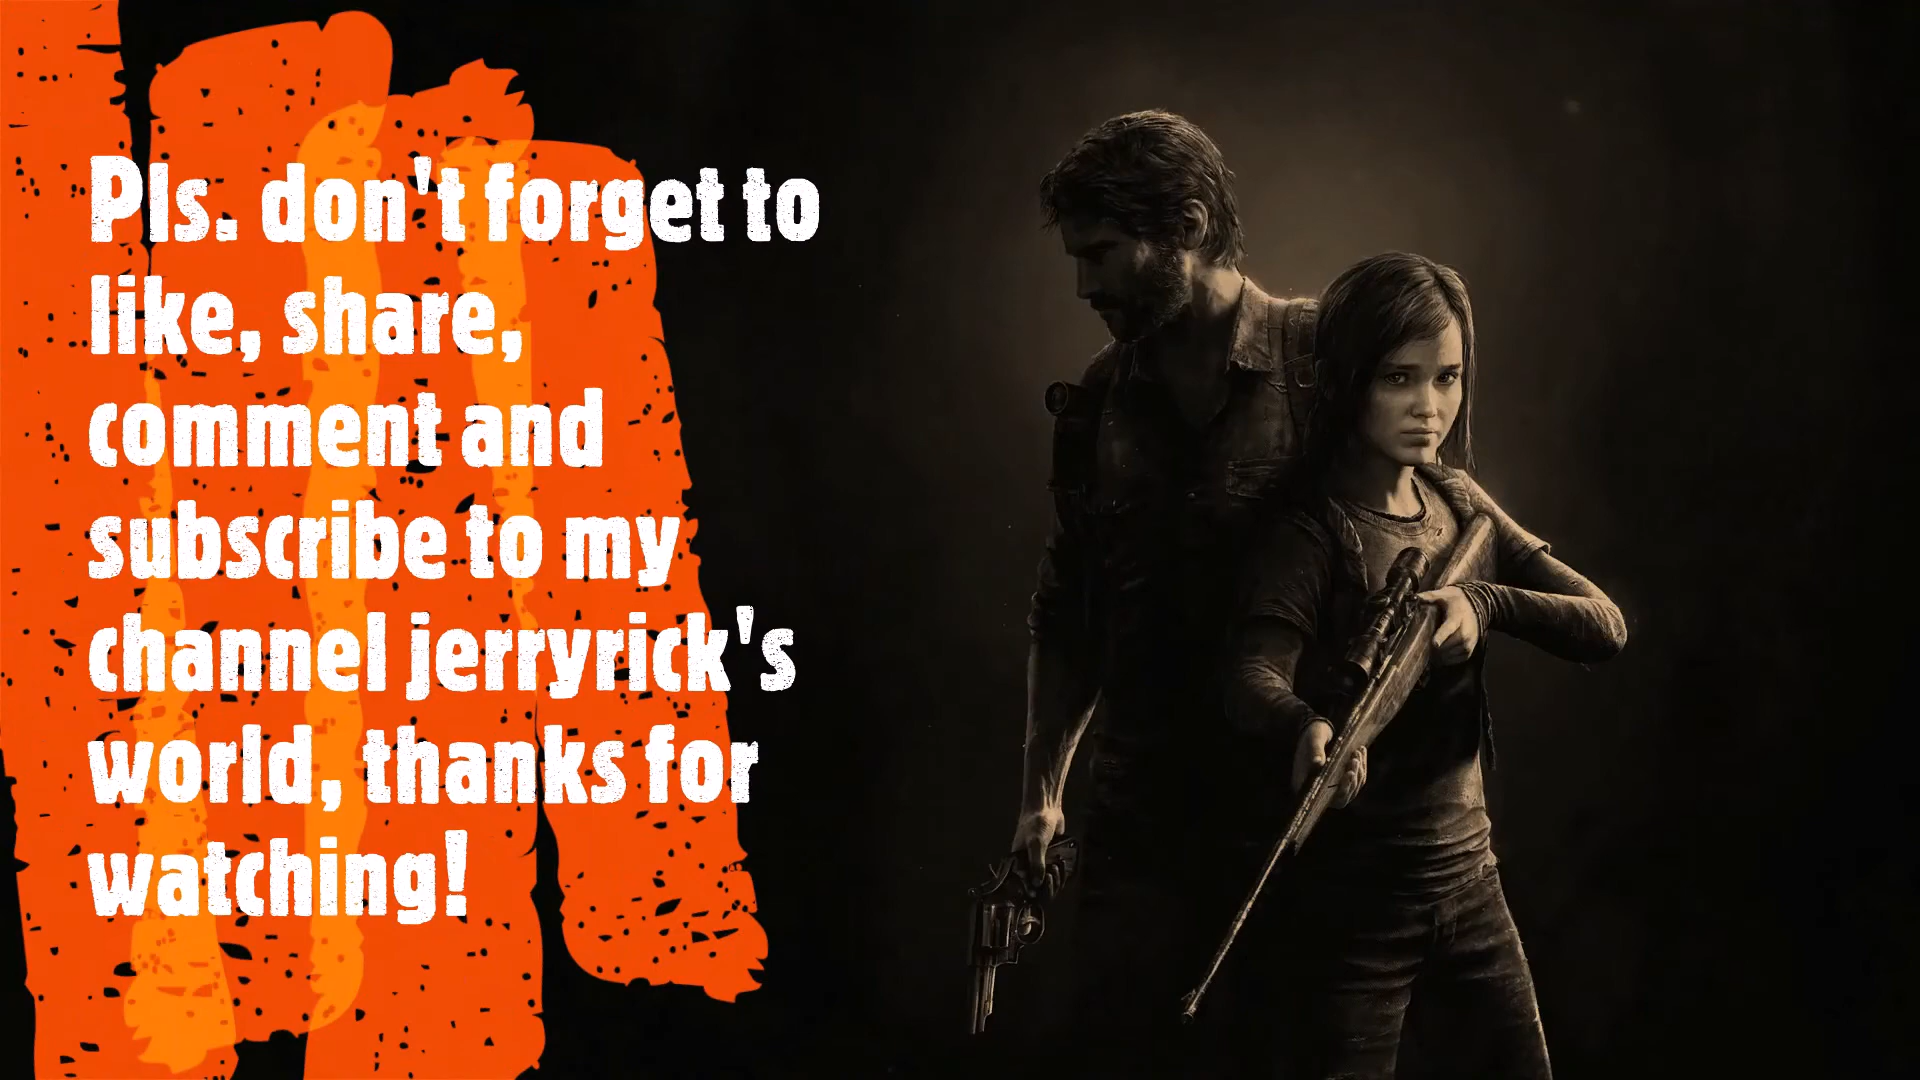 Pls. don't forget to
like, share,
comment and
subscribe to my
channel jerryrick's
world, thanks for
watching!